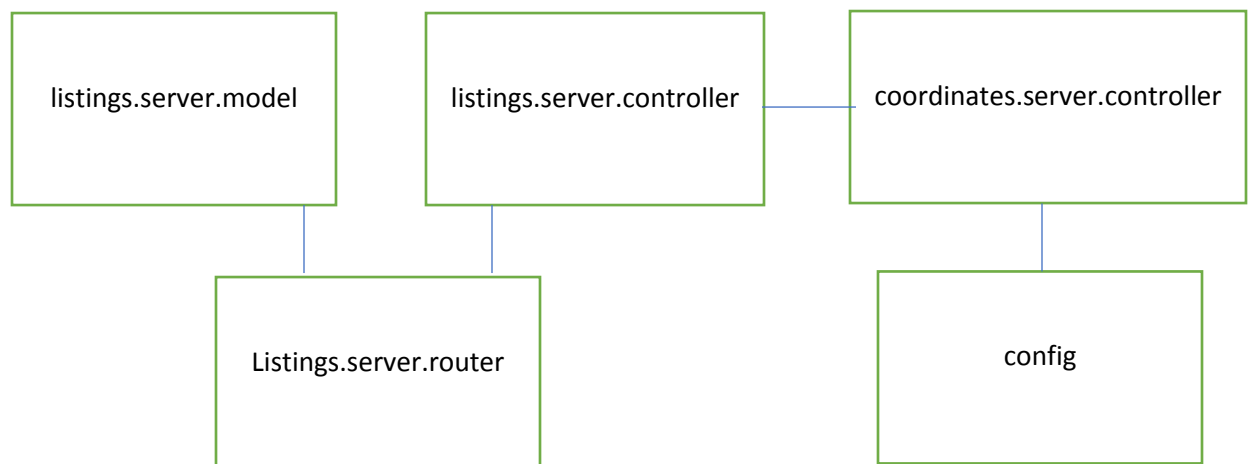 listings.server.model
listings.server.controller
coordinates.server.controller
Listings.server.router
config